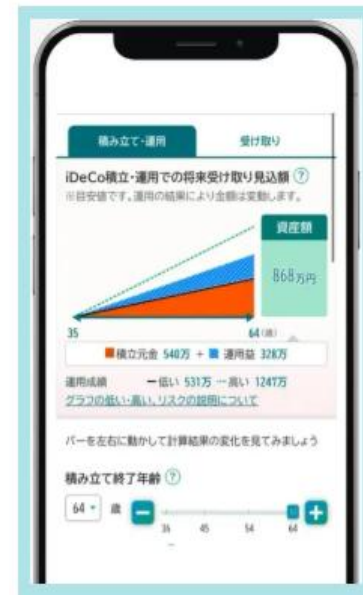 積み立て・運用 受け取り
iDeCo積立・運用での将来受け取り見込額 ?
※目安値です。運用の結果により金額は変動します。
資産額
868万円
35 64(歳)
積立元金 540万 + 運用益 328万
運用成績 ー低い 531万 …高い 1247万
グラフの低い・高い、リスクの説明について
バーを左右に動かして計算結果の変化を見てみましょう
積み立て終了年齢 ?
64 歳
36 45 54 64